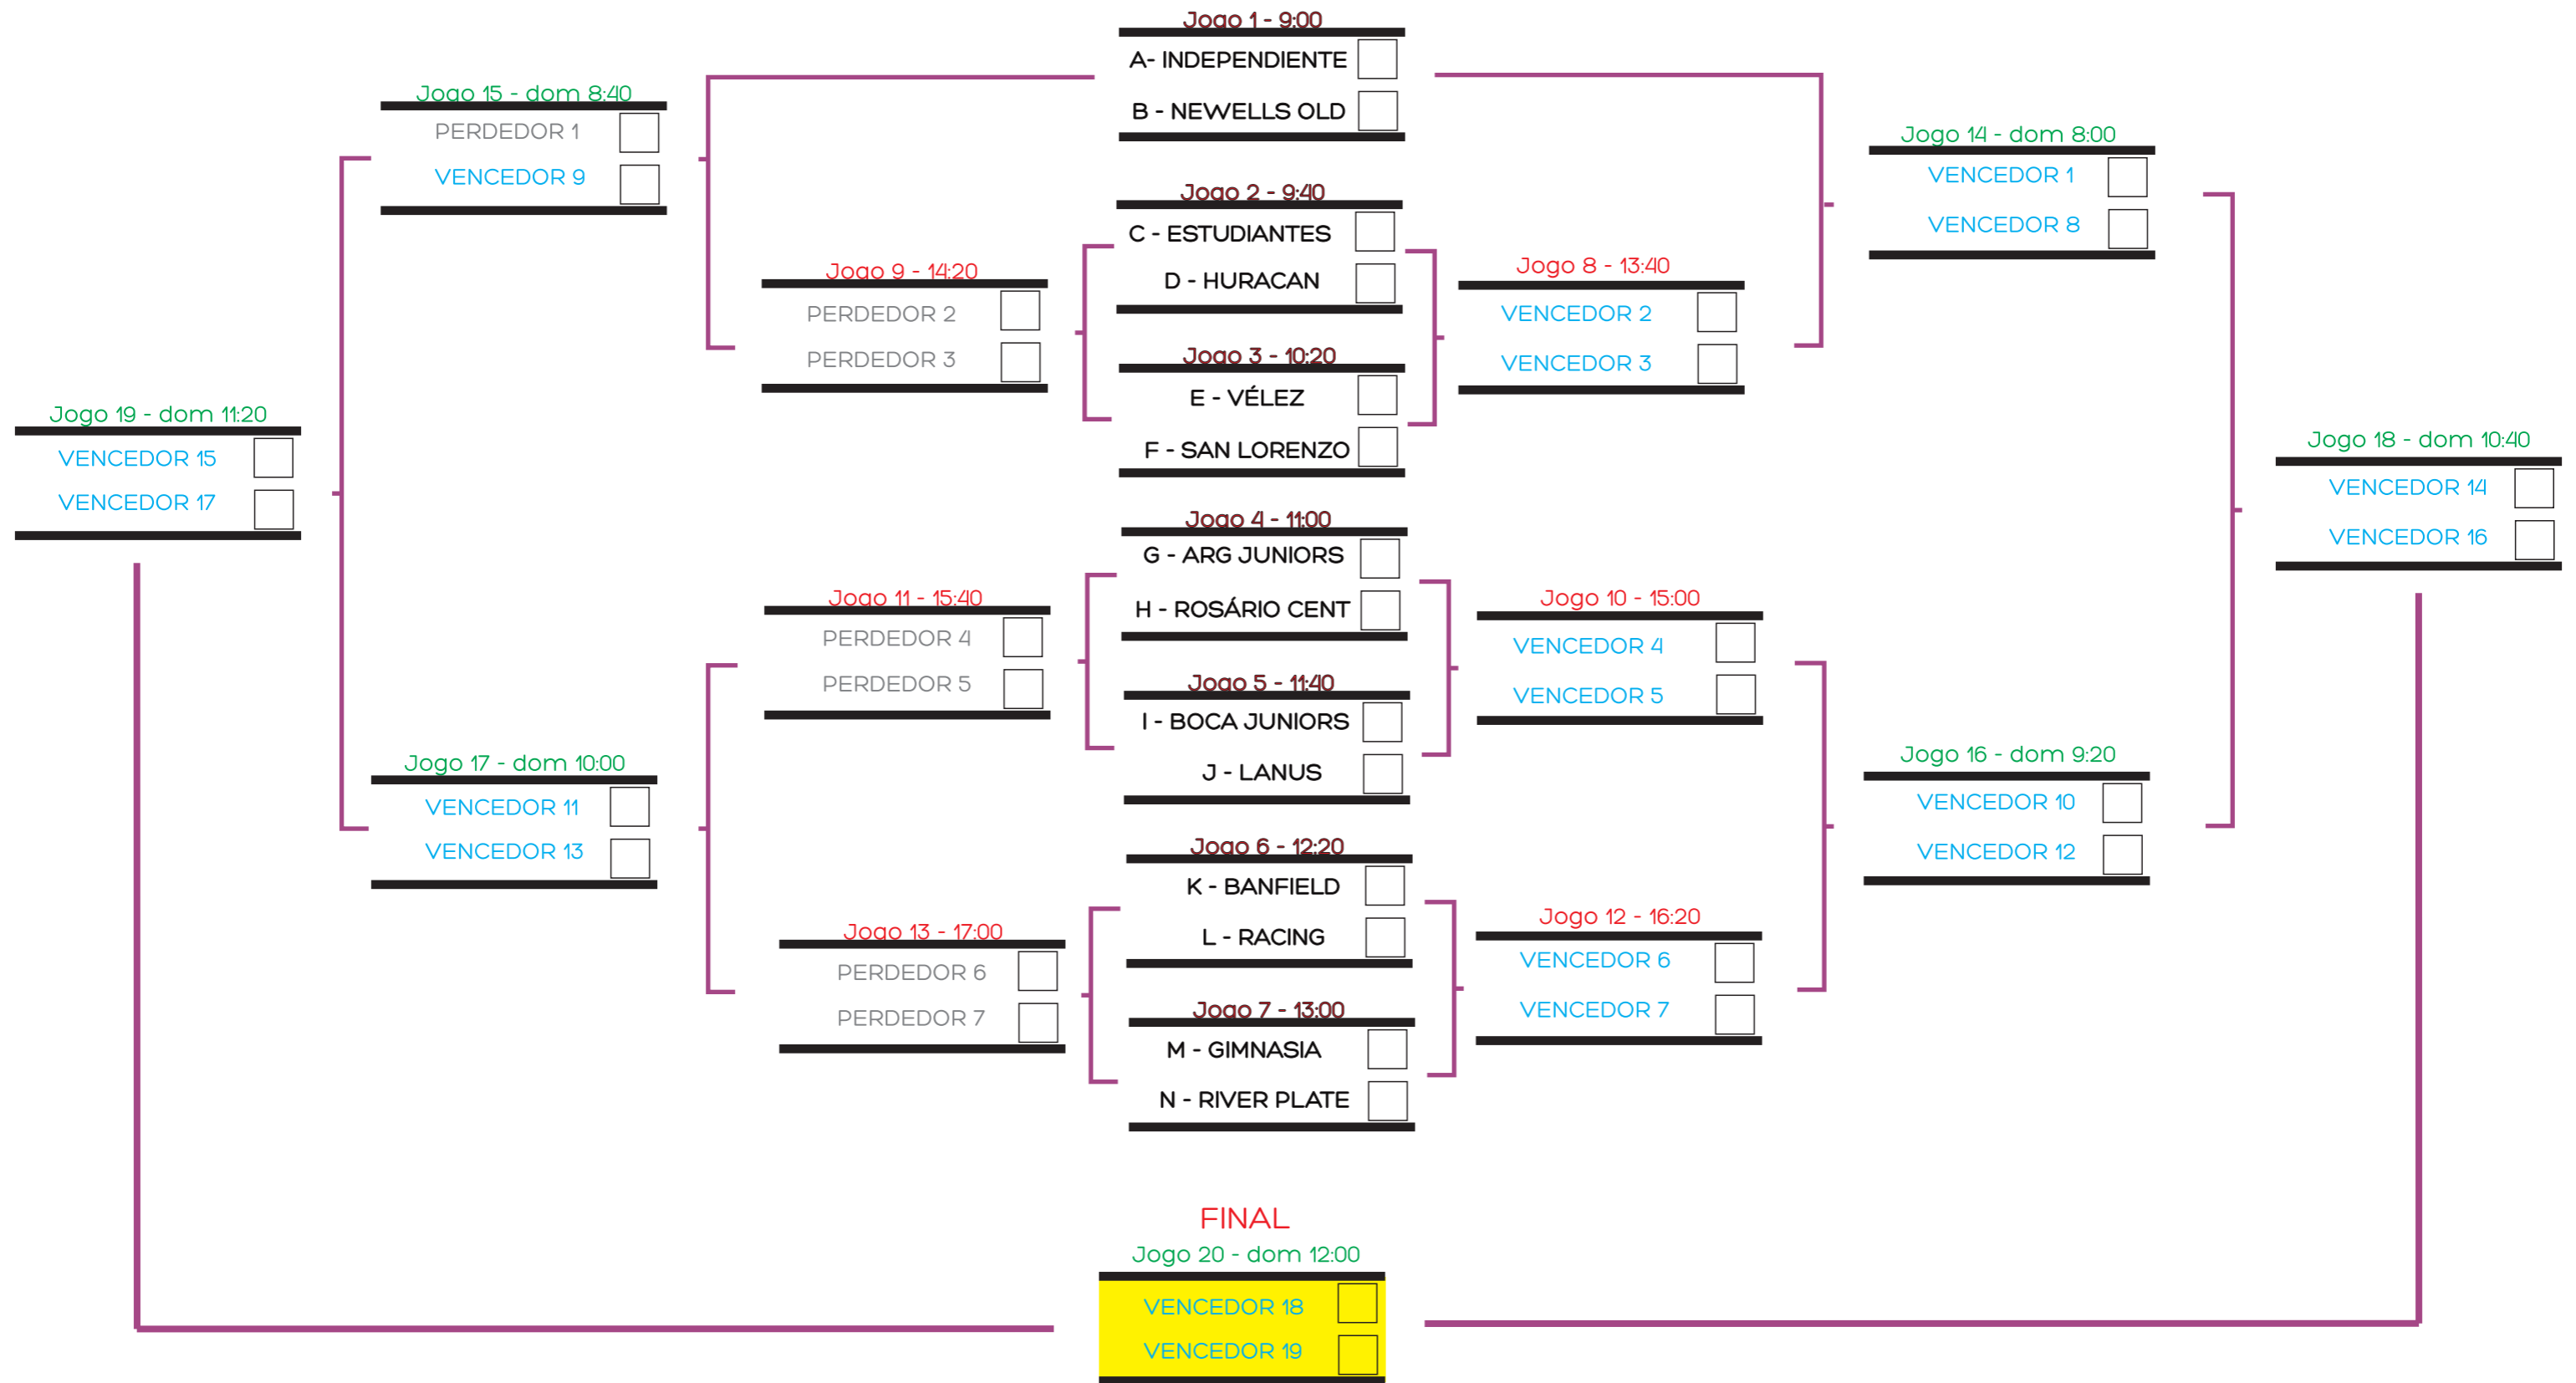 Jogo 1 - 9:00
A- INDEPENDIENTE
B - NEWELLS OLD
Jogo 15 - dom 8:40
PERDEDOR 1
VENCEDOR 9
Jogo 14 - dom 8:00
VENCEDOR 1
VENCEDOR 8
Jogo 2 - 9:40
C - ESTUDIANTES
D - HURACAN
Jogo 9 - 14:20
PERDEDOR 2
PERDEDOR 3
Jogo 8 - 13:40
VENCEDOR 2
VENCEDOR 3
Jogo 3 - 10:20
E - VÉLEZ
F - SAN LORENZO
Jogo 19 - dom 11:20
VENCEDOR 15
VENCEDOR 17
Jogo 18 - dom 10:40
VENCEDOR 14
VENCEDOR 16
Jogo 4 - 11:00
G - ARG JUNIORS
H - ROSÁRIO CENT
Jogo 11 - 15:40
PERDEDOR 4
PERDEDOR 5
Jogo 10 - 15:00
VENCEDOR 4
VENCEDOR 5
Jogo 5 - 11:40
I - BOCA JUNIORS
J - LANUS
Jogo 17 - dom 10:00
VENCEDOR 11
VENCEDOR 13
Jogo 16 - dom 9:20
VENCEDOR 10
VENCEDOR 12
Jogo 6 - 12:20
K - BANFIELD
L - RACING
Jogo 13 - 17:00
PERDEDOR 6
PERDEDOR 7
Jogo 12 - 16:20
VENCEDOR 6
VENCEDOR 7
Jogo 7 - 13:00
M - GIMNASIA
N - RIVER PLATE
FINAL
Jogo 20 - dom 12:00
VENCEDOR 18
VENCEDOR 19